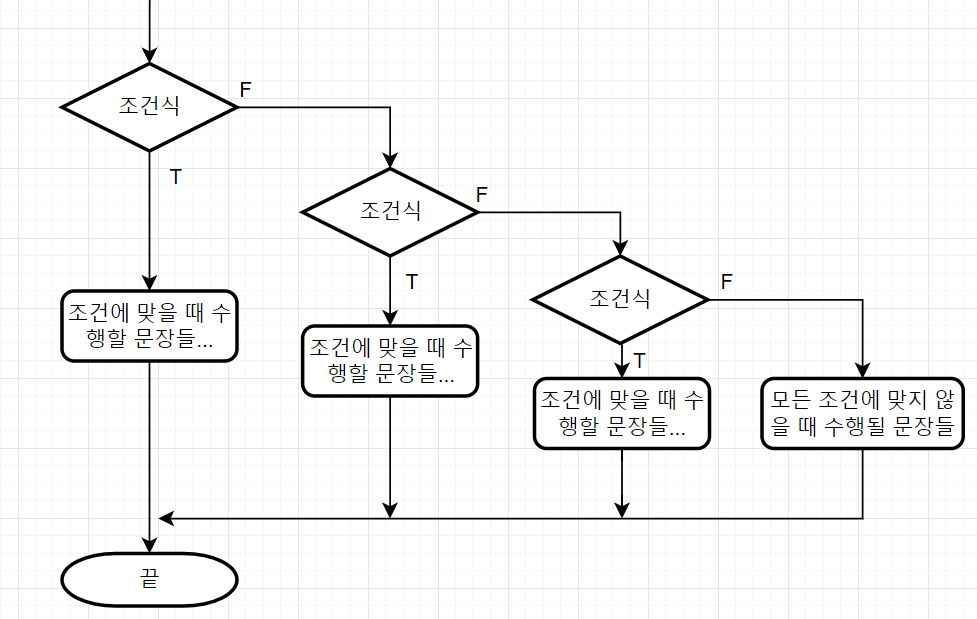 조건식
F
T
조건식
F
T
조건식
F
T
조건에 맞을 때 수
행할 문장들...
조건에 맞을 때 수
행할 문장들...
조건에 맞을 때 수
행할 문장들...
모든 조건에 맞지 않
을 때 수행될 문장들
끝